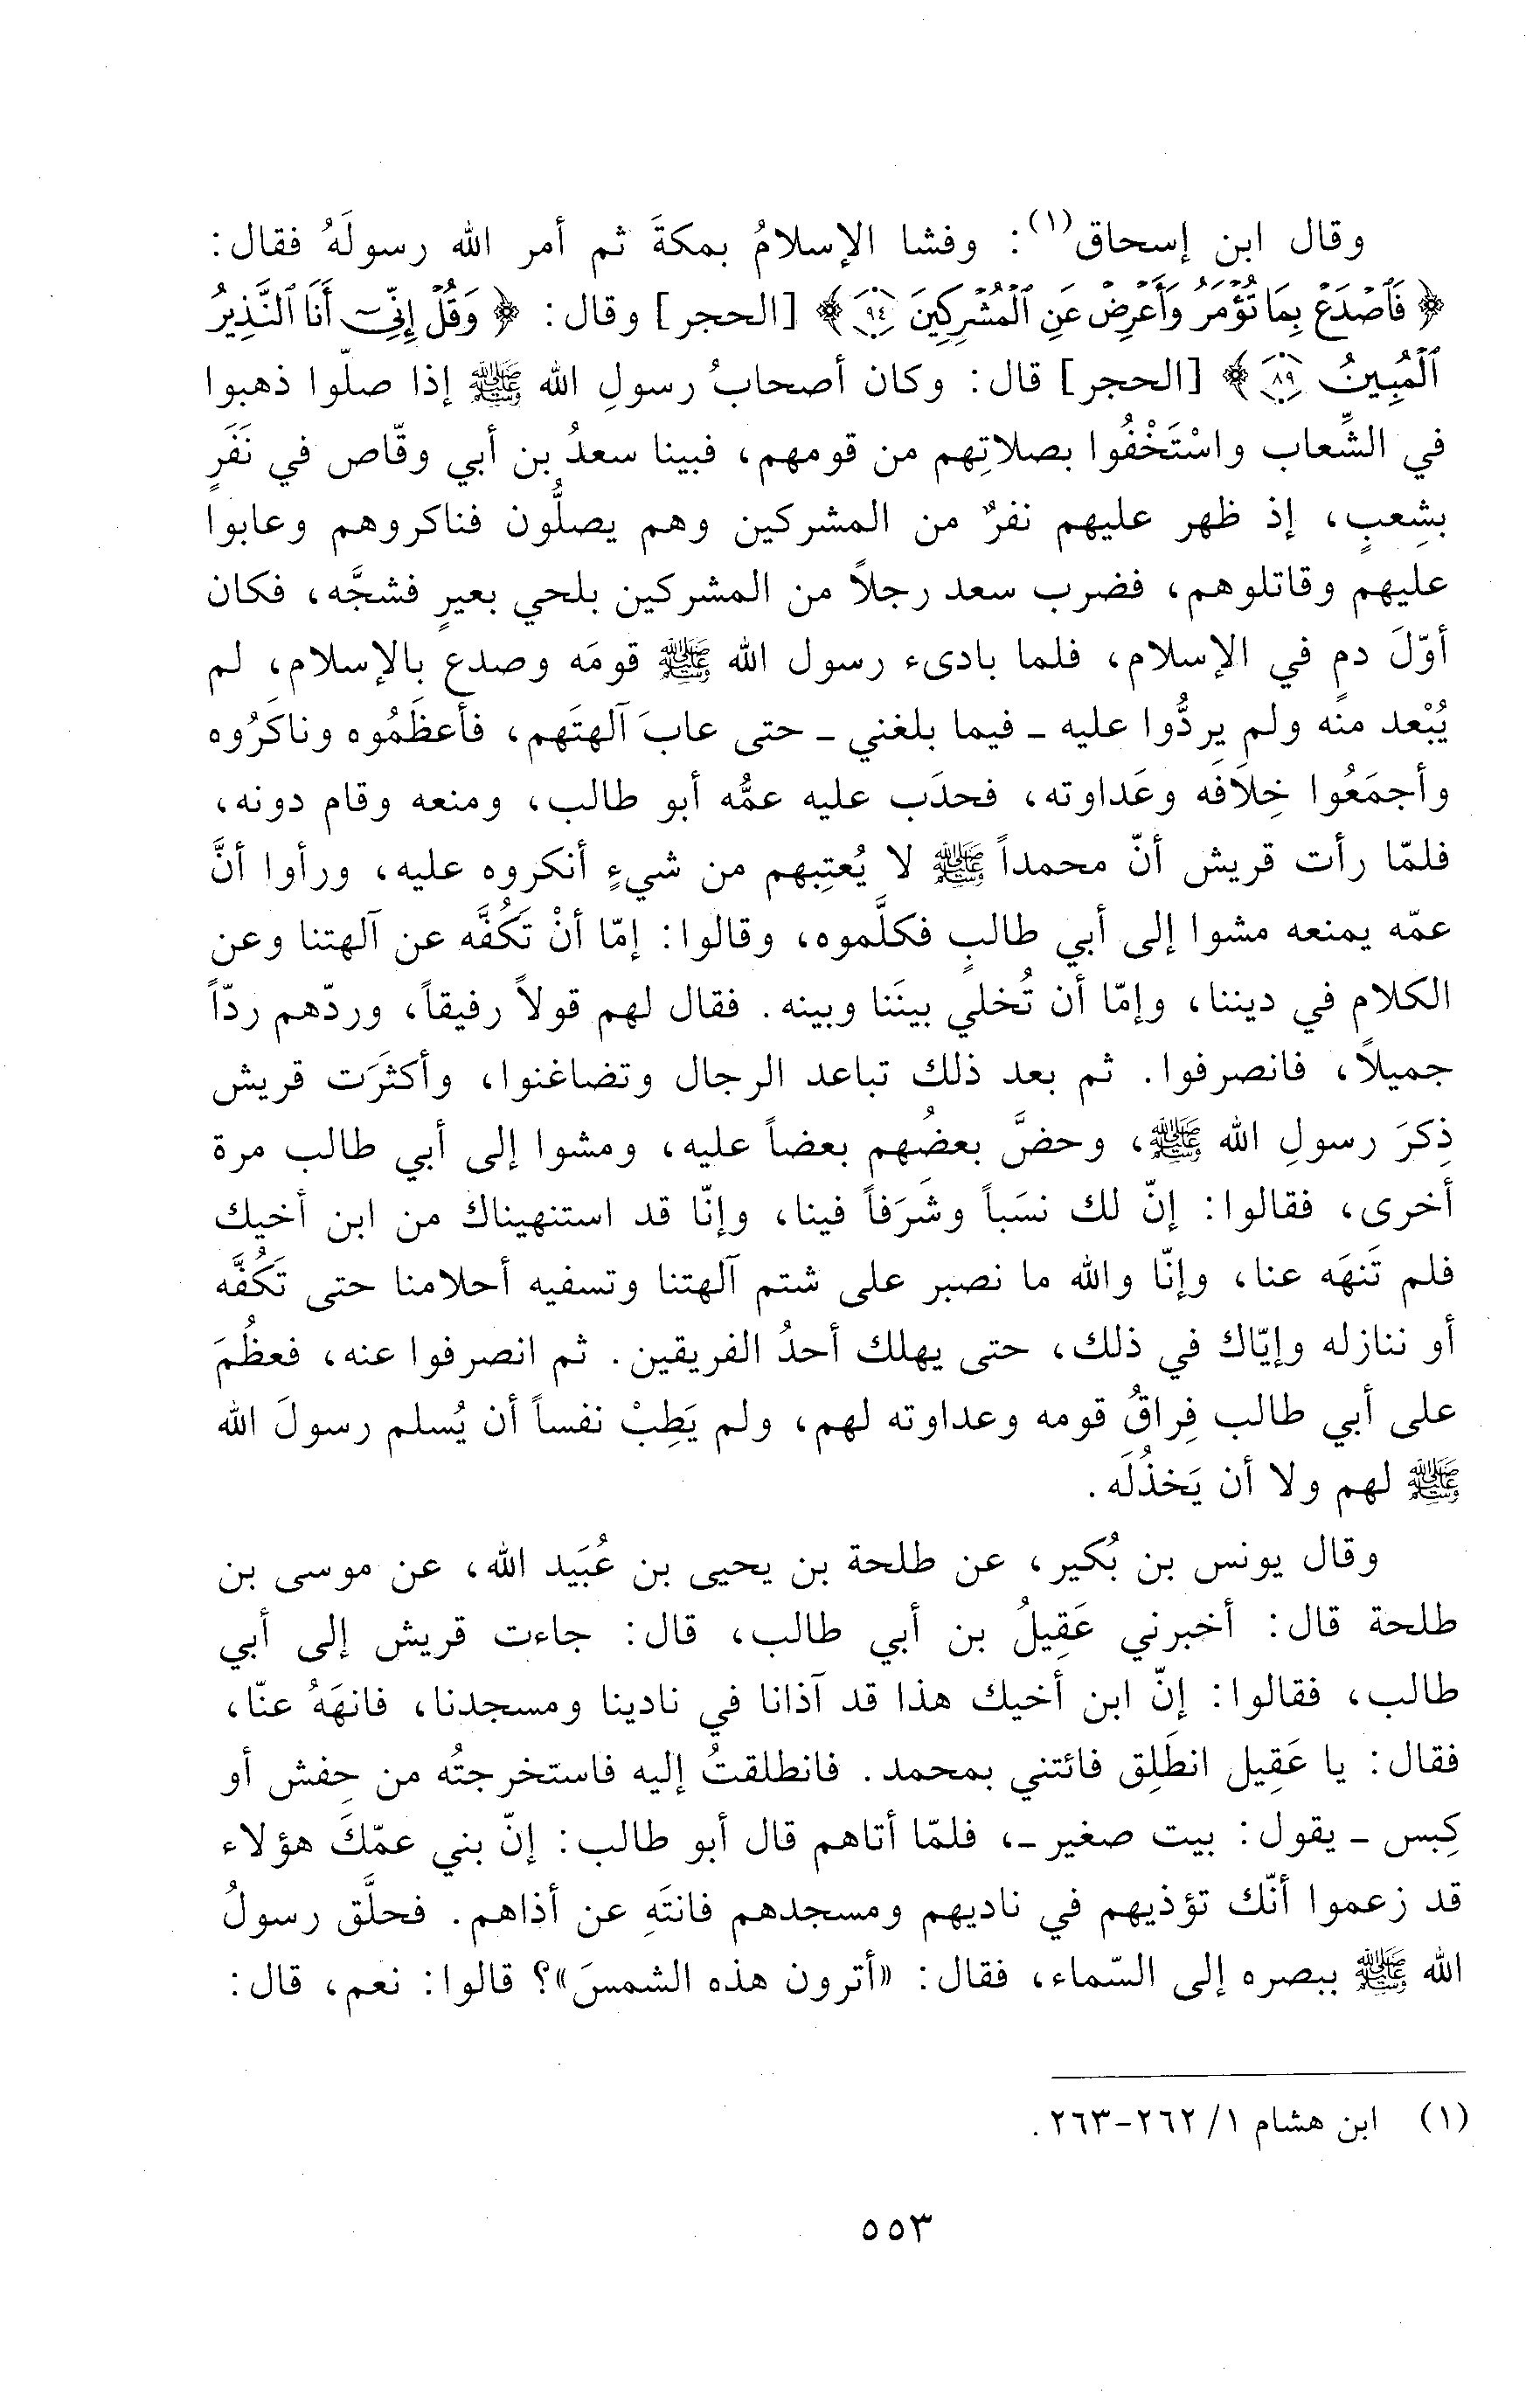 وقال ابن إسحاق(١): وفشا الإسلامُ بمكةَ ثم أمر الله رسولَهُ فقال:
﴿فَٱصْدَعْ بِمَا تُؤْمَرُ وَأَعْرِضْ عَنِ ٱلْمُشْرِكِينَ ٩٤﴾ [الحجر] وقال: ﴿وَقُلْ إِنِّىٓ أَنَا ٱلنَّذِيرُ
ٱلْمُبِينُ ٨٩﴾ [الحجر] قال: وكان أصحابُ رسولِ الله ﷺ إذا صلّوا ذهبوا
في الشِّعاب واسْتَخْفُوا بصلاتِهم من قومهم، فبينا سعدُ بن أبي وقّاص في نَفَرٍ
بشِعبٍ، إذ ظهر عليهم نفرٌ من المشركين وهم يصلُّون فناكروهم وعابوا
عليهم وقاتلوهم، فضرب سعد رجلاً من المشركين بلحي بعيرٍ فشجَّه، فكان
أوّلَ دمٍ في الإسلام، فلما بادىء رسول الله ﷺ قومَه وصدع بالإسلام، لم
يُبْعد منه ولم يردُّوا عليه ـ فيما بلغني ـ حتى عابَ آلهتَهم، فأعظَمُوه وناكَرُوه
وأجمَعُوا خِلاَفَه وعَداوته، فحدَب عليه عمُّه أبو طالب، ومنعه وقام دونه،
فلمّا رأت قريش أنّ محمداً ﷺ لا يُعتِبهم من شيءٍ أنكروه عليه، ورأوا أنَّ
عمّه يمنعه مشوا إلى أبي طالبٍ فكلَّموه، وقالوا: إمّا أنْ تَكُفَّه عن آلهتنا وعن
الكلام في ديننا، وإمّا أن تُخلي بيننَا وبينه. فقال لهم قولاً رفيقاً، وردّهم ردّاً
جميلاً، فانصرفوا. ثم بعد ذلك تباعد الرجال وتضاغنوا، وأكثرَت قريش
ذِكرَ رسولِ الله ﷺ، وحضَّ بعضُهم بعضاً عليه، ومشوا إلى أبي طالب مرة
أخرى، فقالوا: إنّ لك نسَباً وشَرَفاً فينا، وإنّا قد استنهيناك من ابن أخيك
فلم تَنهَه عنا، وإنّا والله ما نصبر على شتم آلهتنا وتسفيه أحلامنا حتى تَكُفَّه
أو ننازله وإيّاك في ذلك، حتى يهلك أحدُ الفريقين. ثم انصرفوا عنه، فعظُمَ
على أبي طالب فِراقُ قومه وعداوته لهم، ولم يَطِبْ نفساً أن يُسلم رسولَ الله
ﷺ لهم ولا أن يَخذُلَه.
وقال يونس بن بُكير، عن طلحة بن يحيى بن عُبَيد الله، عن موسى بن
طلحة قال: أخبرني عَقِيلُ بن أبي طالب، قال: جاءت قريش إلى أبي
طالب، فقالوا: إنّ ابن أخيك هذا قد آذانا في نادينا ومسجدنا، فانهَهُ عنّا،
فقال: يا عَقِيل انطَلِق فائتني بمحمد. فانطلقتُ إليه فاستخرجتُه من حِفش أو
كِبس ـ يقول: بيت صغير ـ، فلمّا أتاهم قال أبو طالب: إنّ بني عمّكَ هؤلاء
قد زعموا أنّك تؤذيهم في ناديهم ومسجدهم فانتَهِ عن أذاهم. فحلَّق رسولُ
الله ﷺ ببصره إلى السّماء، فقال: «أترون هذه الشمسَ»؟ قالوا: نعم، قال:
(١) ابن هشام ١/ ٢٦٢-٢٦٣.
٥٥٣